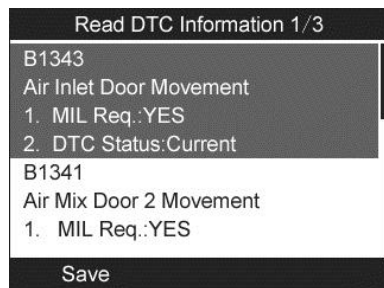 Read DTC Information 1/3
B1343
Air Inlet Door Movement
1. MIL Req.:YES
2. DTC Status:Current
B1341
Air Mix Door 2 Movement
1. MIL Req.:YES
Save